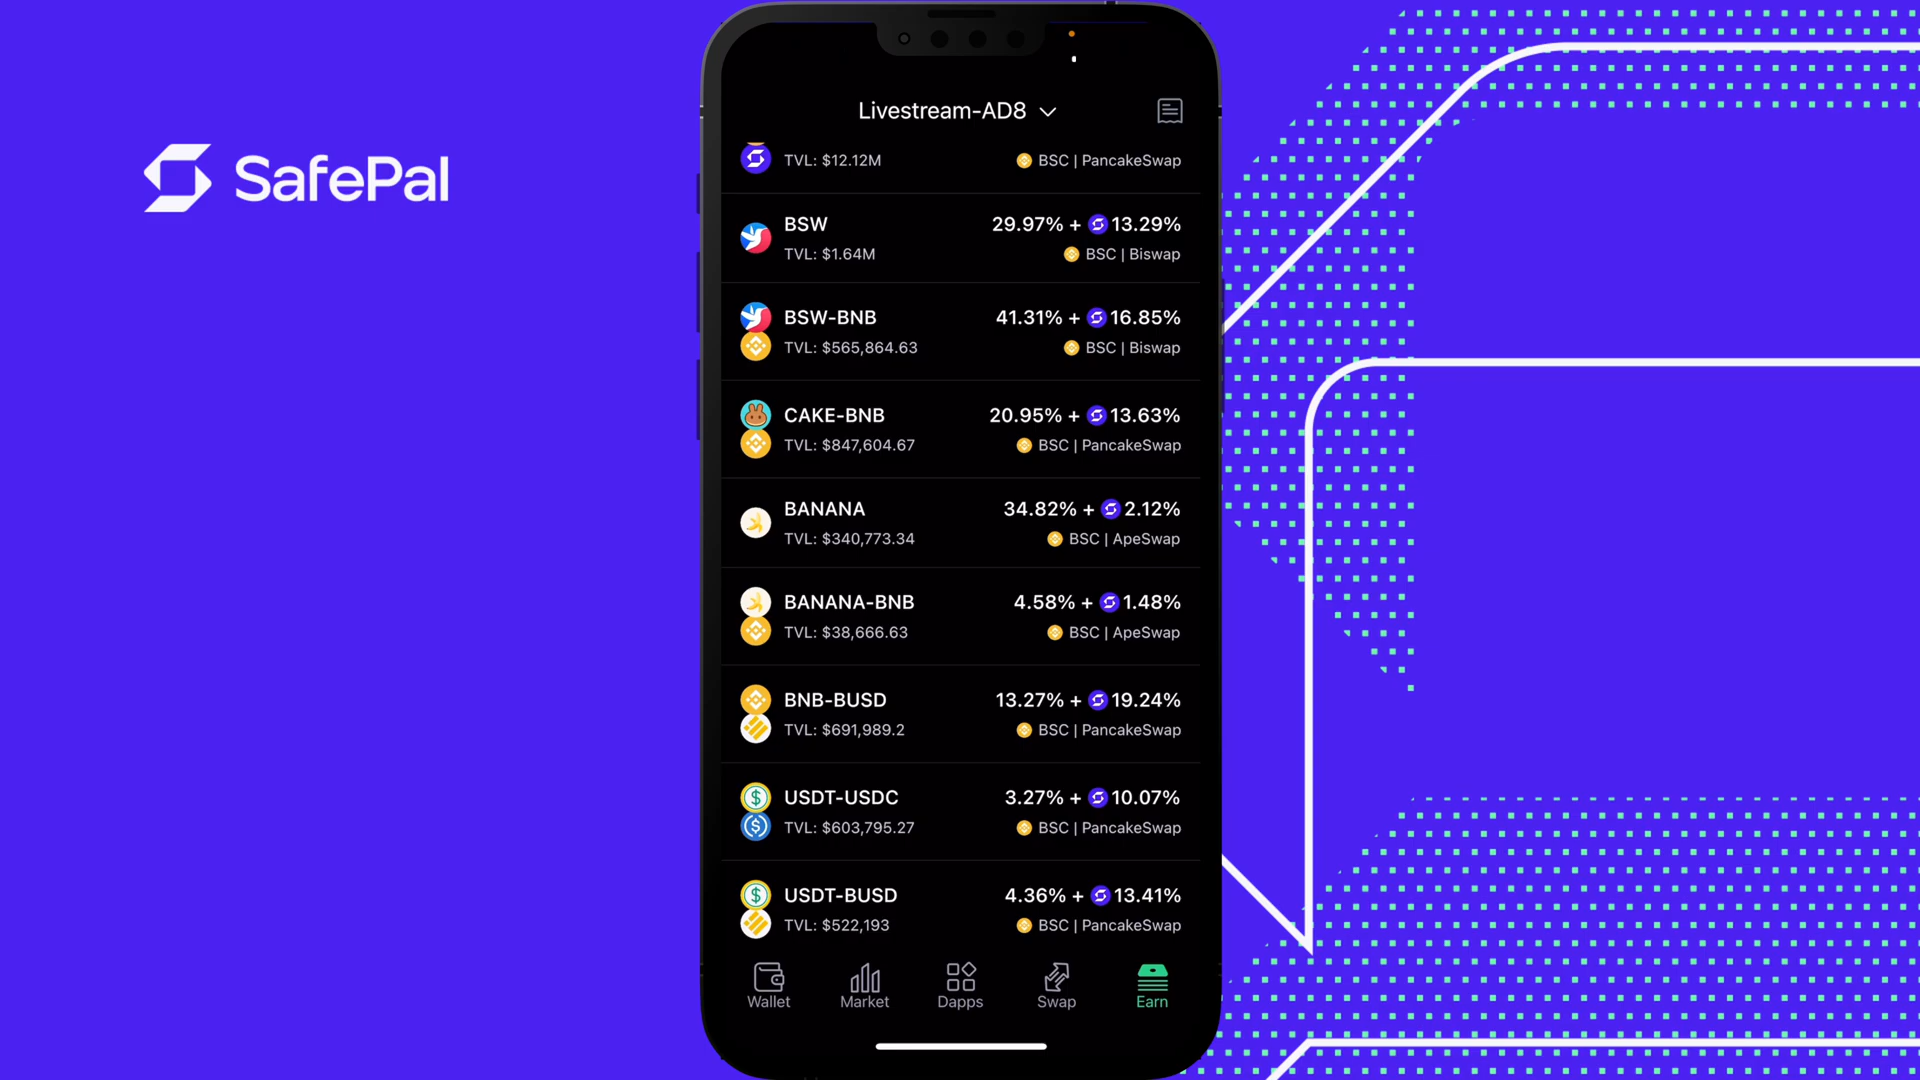 SafePal
Livestream-AD8
TVL: $12.12M BSC | PancakeSwap
BSW 29.97% + 13.29%
TVL: $1.64M BSC | Biswap
BSW-BNB 41.31% + 16.85%
TVL: $565,864.63 BSC | Biswap
CAKE-BNB 20.95% + 13.63%
TVL: $847,604.67 BSC | PancakeSwap
BANANA 34.82% + 2.12%
TVL: $340,773.34 BSC | ApeSwap
BANANA-BNB 4.58% + 1.48%
TVL: $38,666.63 BSC | ApeSwap
BNB-BUSD 13.27% + 19.24%
TVL: $691,989.2 BSC | PancakeSwap
USDT-USDC 3.27% + 10.07%
TVL: $603,795.27 BSC | PancakeSwap
USDT-BUSD 4.36% + 13.41%
TVL: $522,193 BSC | PancakeSwap
Wallet Market Dapps Swap Earn